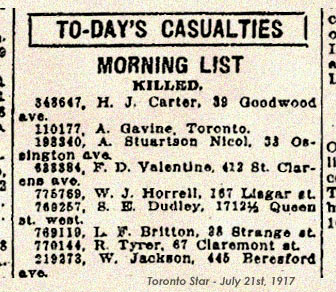 TO-DAY'S CASUALTIES
MORNING LIST
KILLED.
343647, H. J. Carter, 39 Goodwood
ave.
110177, A. Gavine, Toronto.
198340, A. Stuartson Nicol, 33 Os-
sington ave.
633384, F. D. Valentine, 412 St. Clar-
ens ave.
775769, W. J. Horrell, 167 Lisgar st.
769257, S. E. Dudley, 1712½ Queen
st. west.
769119, L. F. Britton, 38 Strange st.
770144, R. Tyrer, 67 Claremont st.
219273, W. Jackson, 445 Beresford
ave.
Toronto Star - July 21st, 1917